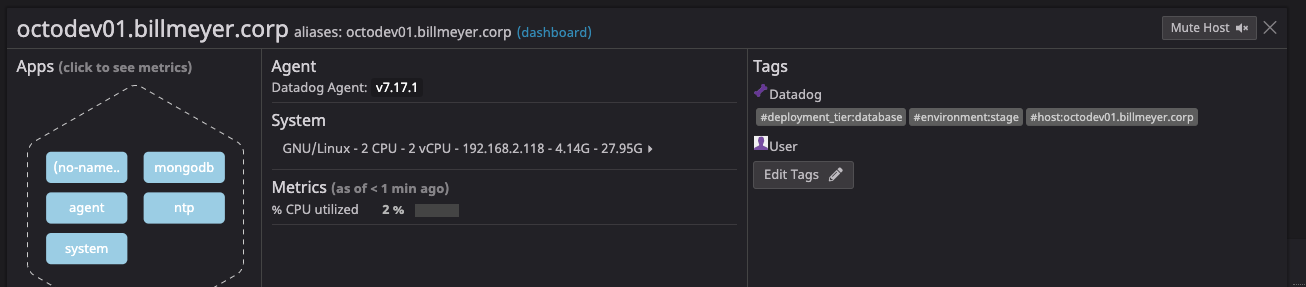 octodev01.billmeyer.corp aliases: octodev01.billmeyer.corp (dashboard)
Mute Host
Apps (click to see metrics)
(no-name..
mongodb
agent
ntp
system
Agent
Datadog Agent: v7.17.1
System
GNU/Linux - 2 CPU - 2 vCPU - 192.168.2.118 - 4.14G - 27.95G
Metrics (as of < 1 min ago)
% CPU utilized 2 %
Tags
Datadog
#deployment_tier:database #environment:stage #host:octodev01.billmeyer.corp
User
Edit Tags